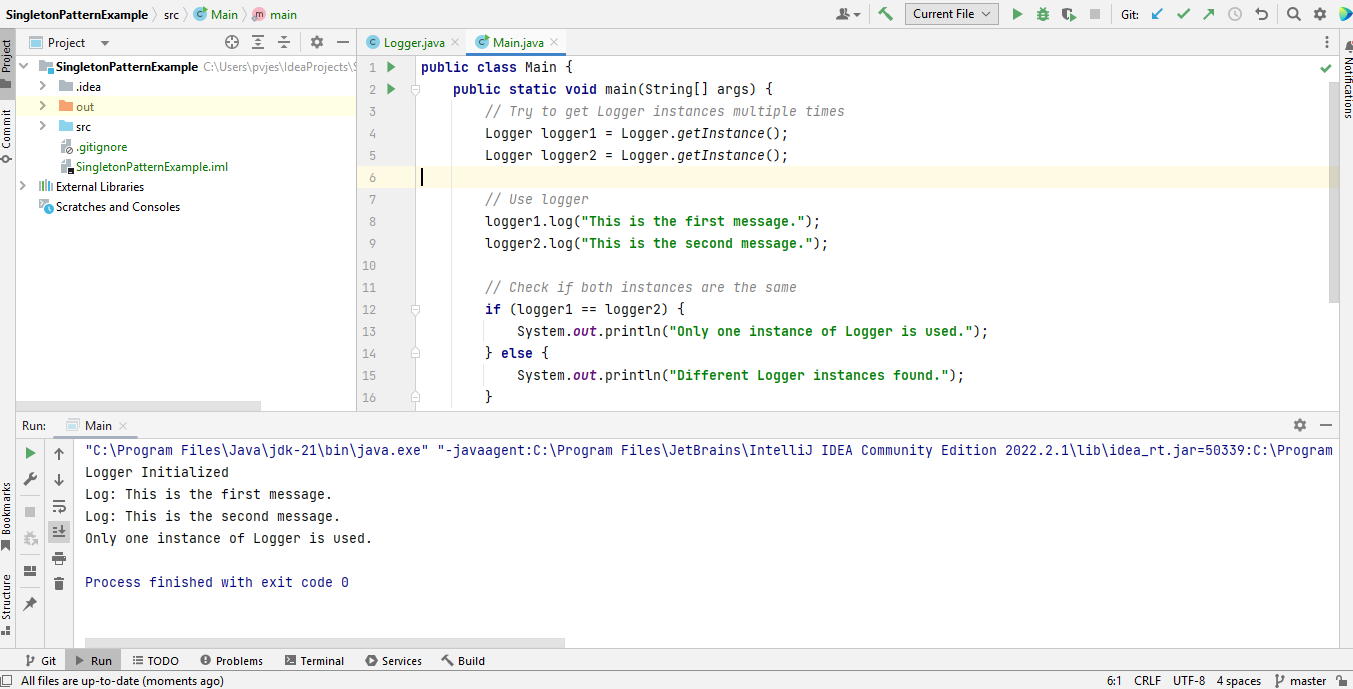 SingletonPatternExample src Main main Current File Git:
Project
Project
SingletonPatternExample C:\Users\pvjes\IdeaProjects\S
.idea
out
src
.gitignore
SingletonPatternExample.iml
External Libraries
Scratches and Consoles
Commit
Logger.java Main.java
1 public class Main {
2 public static void main(String[] args) {
3 // Try to get Logger instances multiple times
4 Logger logger1 = Logger.getInstance();
5 Logger logger2 = Logger.getInstance();
6
7 // Use logger
8 logger1.log("This is the first message.");
9 logger2.log("This is the second message.");
10
11 // Check if both instances are the same
12 if (logger1 == logger2) {
13 System.out.println("Only one instance of Logger is used.");
14 } else {
15 System.out.println("Different Logger instances found.");
16 }
Notifications
Run: Main
"C:\Program Files\Java\jdk-21\bin\java.exe" "-javaagent:C:\Program Files\JetBrains\IntelliJ IDEA Community Edition 2022.2.1\lib\idea_rt.jar=50339:C:\Program
Logger Initialized
Log: This is the first message.
Log: This is the second message.
Only one instance of Logger is used.
Process finished with exit code 0
Bookmarks
Structure
Git Run TODO Problems Terminal Services Build
All files are up-to-date (moments ago) 6:1 CRLF UTF-8 4 spaces master